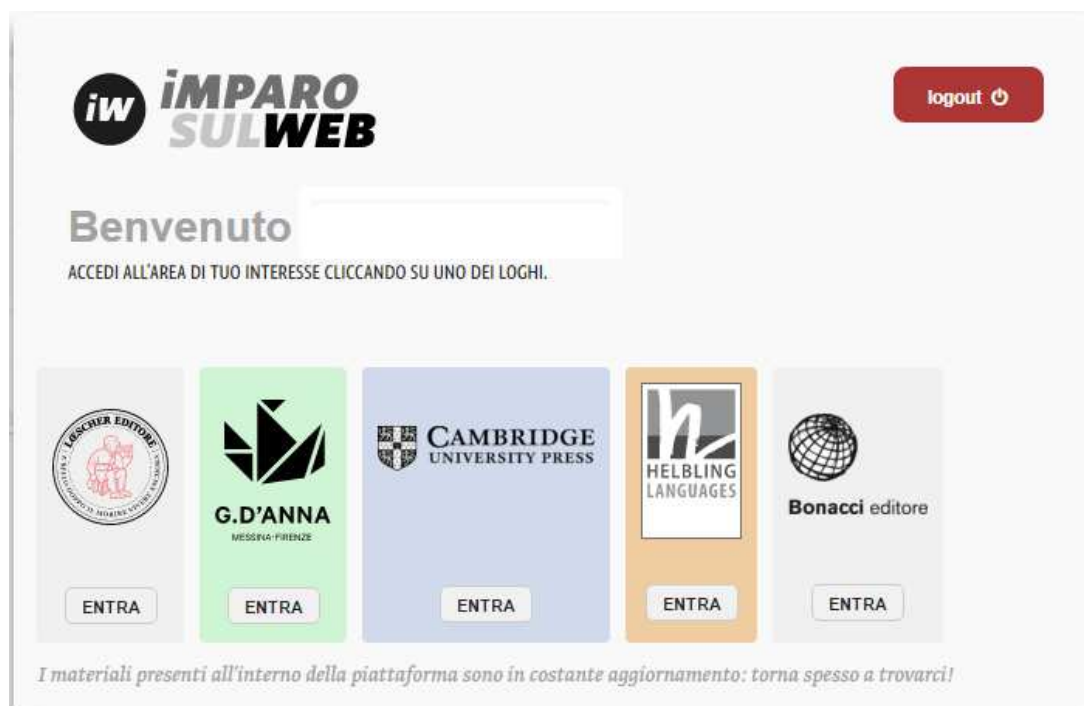 iw iMPARO
SULWEB
logout
Benvenuto
ACCEDI ALL'AREA DI TUO INTERESSE CLICCANDO SU UNO DEI LOGHI.
LŒSCHER EDITORE
G.D'ANNA
MESSINA-FIRENZE
CAMBRIDGE
UNIVERSITY PRESS
HELBLING
LANGUAGES
Bonacci editore
ENTRA
ENTRA
ENTRA
ENTRA
ENTRA
I materiali presenti all'interno della piattaforma sono in costante aggiornamento: torna spesso a trovarci!